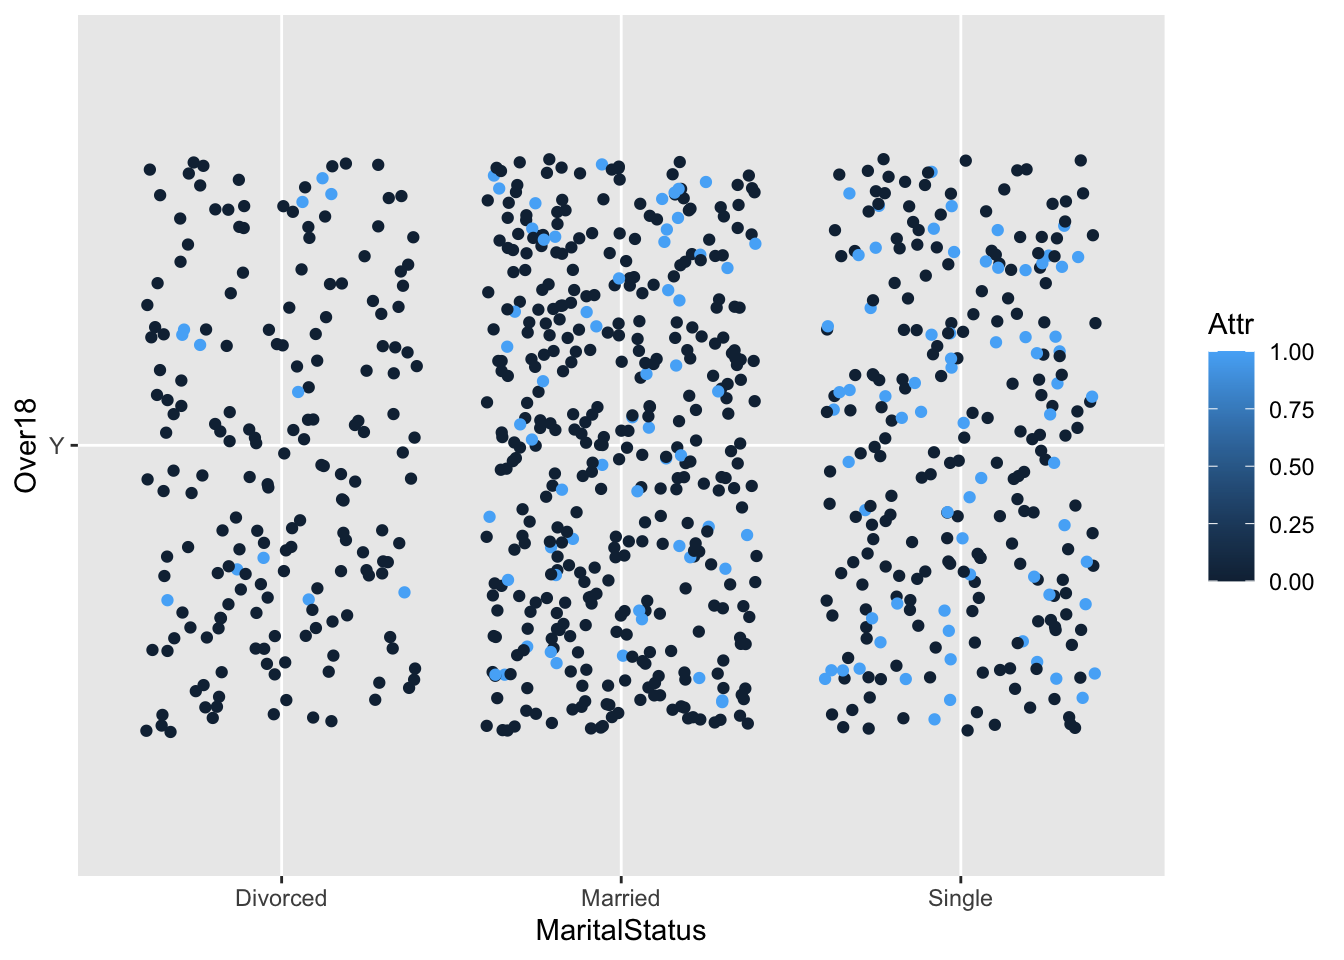 Over18
Y
Divorced
Married
Single
MaritalStatus
Attr
1.00
0.75
0.50
0.25
0.00